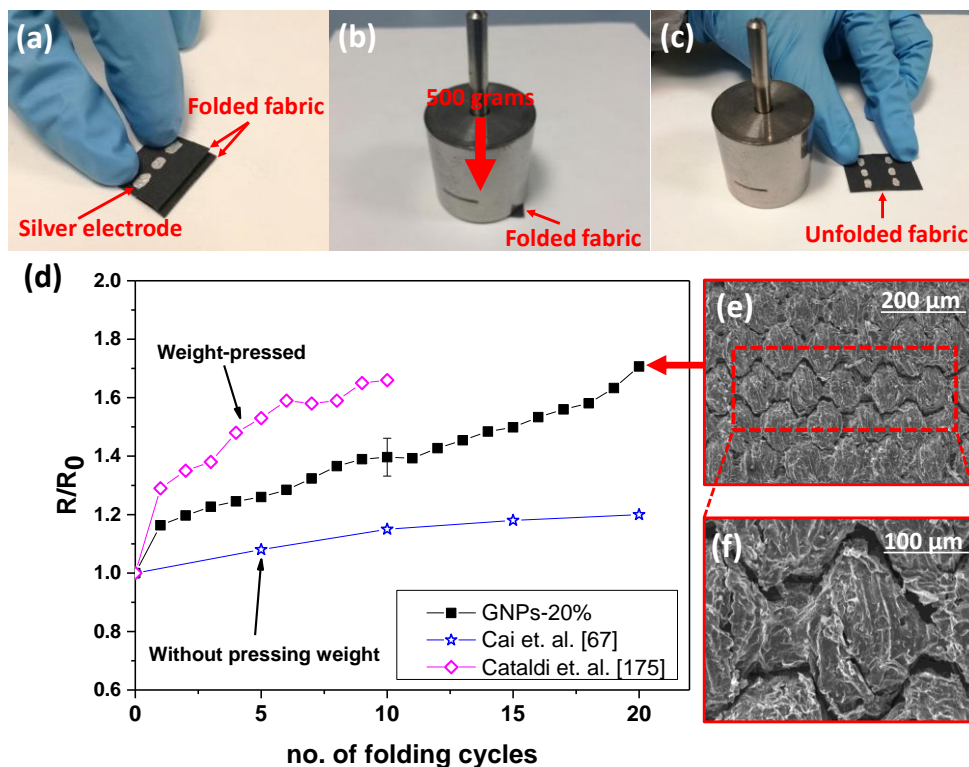 (a)
Folded fabric
Silver electrode
(b)
500 grams
Folded fabric
(c)
Unfolded fabric
(d)
2.0
1.8
1.6
1.4
1.2
1.0
0.8
0.6
R/R0
Weight-pressed
Without pressing weight
GNPs-20%
Cai et. al. [67]
Cataldi et. al. [175]
0
5
10
15
20
no. of folding cycles
(e)
200 µm
(f)
100 µm